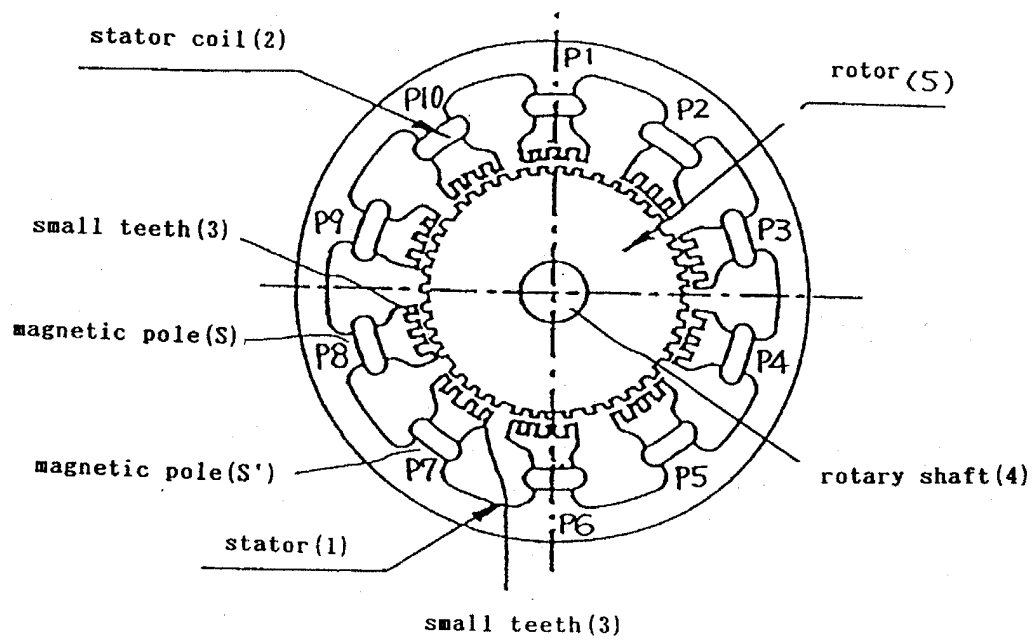 stator coil(2)
P1
rotor(5)
P10
P2
P9
P3
small teeth(3)
magnetic pole(S)
P8
P4
magnetic pole(S')
P7
P5
rotary shaft(4)
P6
stator(1)
small teeth(3)